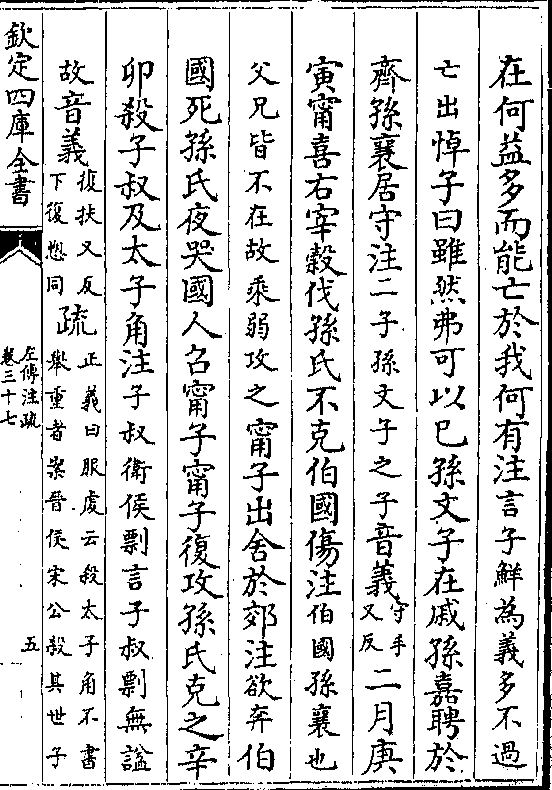 在何益多而能亡於我何有注言子鮮為義多不過
亡出悼子曰雖然弗可以已孫文子在戚孫嘉聘於
齊孫襄居守注二子孫文子之子音義守手又反二月庚
寅甯喜右宰穀伐孫氏不克伯國傷注伯國孫襄也
父兄皆不在故乘弱攻之甯子出舍於郊注欲奔伯
國死孫氏夜哭國人召甯子甯子復攻孫氏克之辛
卯殺子叔及太子角注子叔衛侯剽言子叔剽無諡
故音義復扶又反下復愬同疏正義曰服虔云殺太子角不書舉重者案晉侯宋公殺其世子
欽定四庫全書
左傳注疏
卷三十七
五